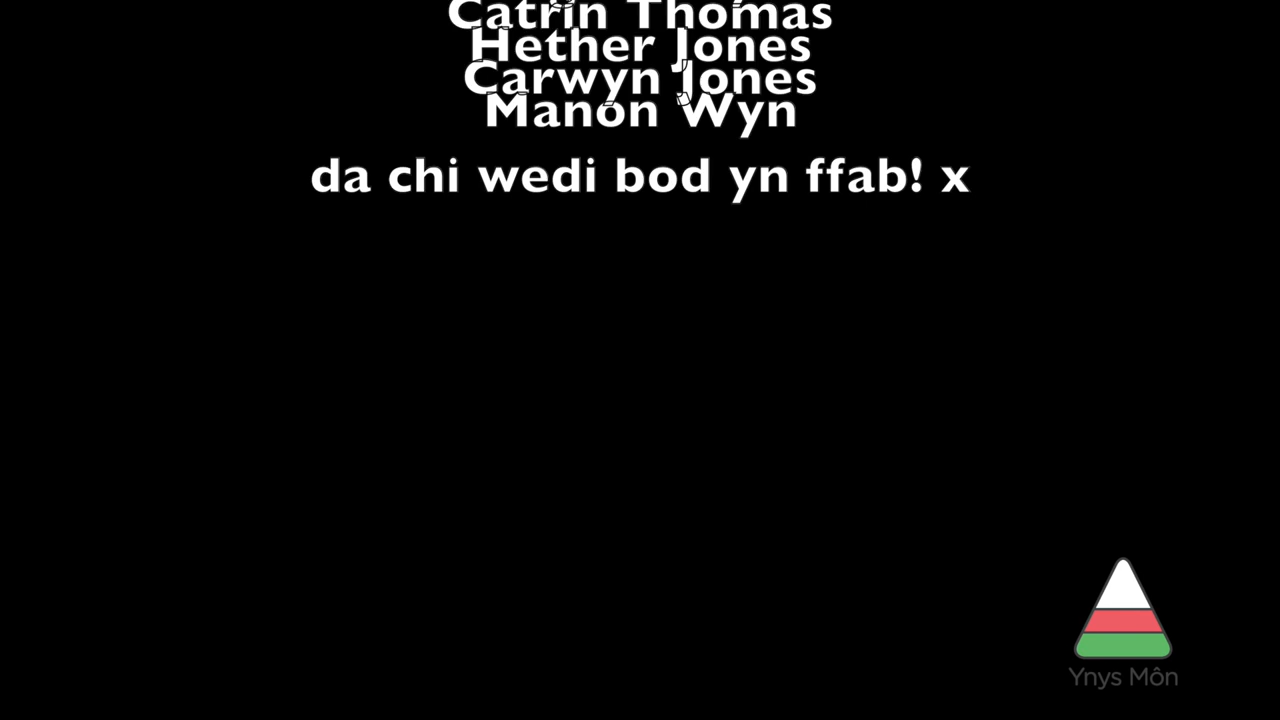 Catrin Thomas
Hether Jones
Carwyn Jones
Manon Wyn
da chi wedi bod yn ffab! x
Ynys Môn